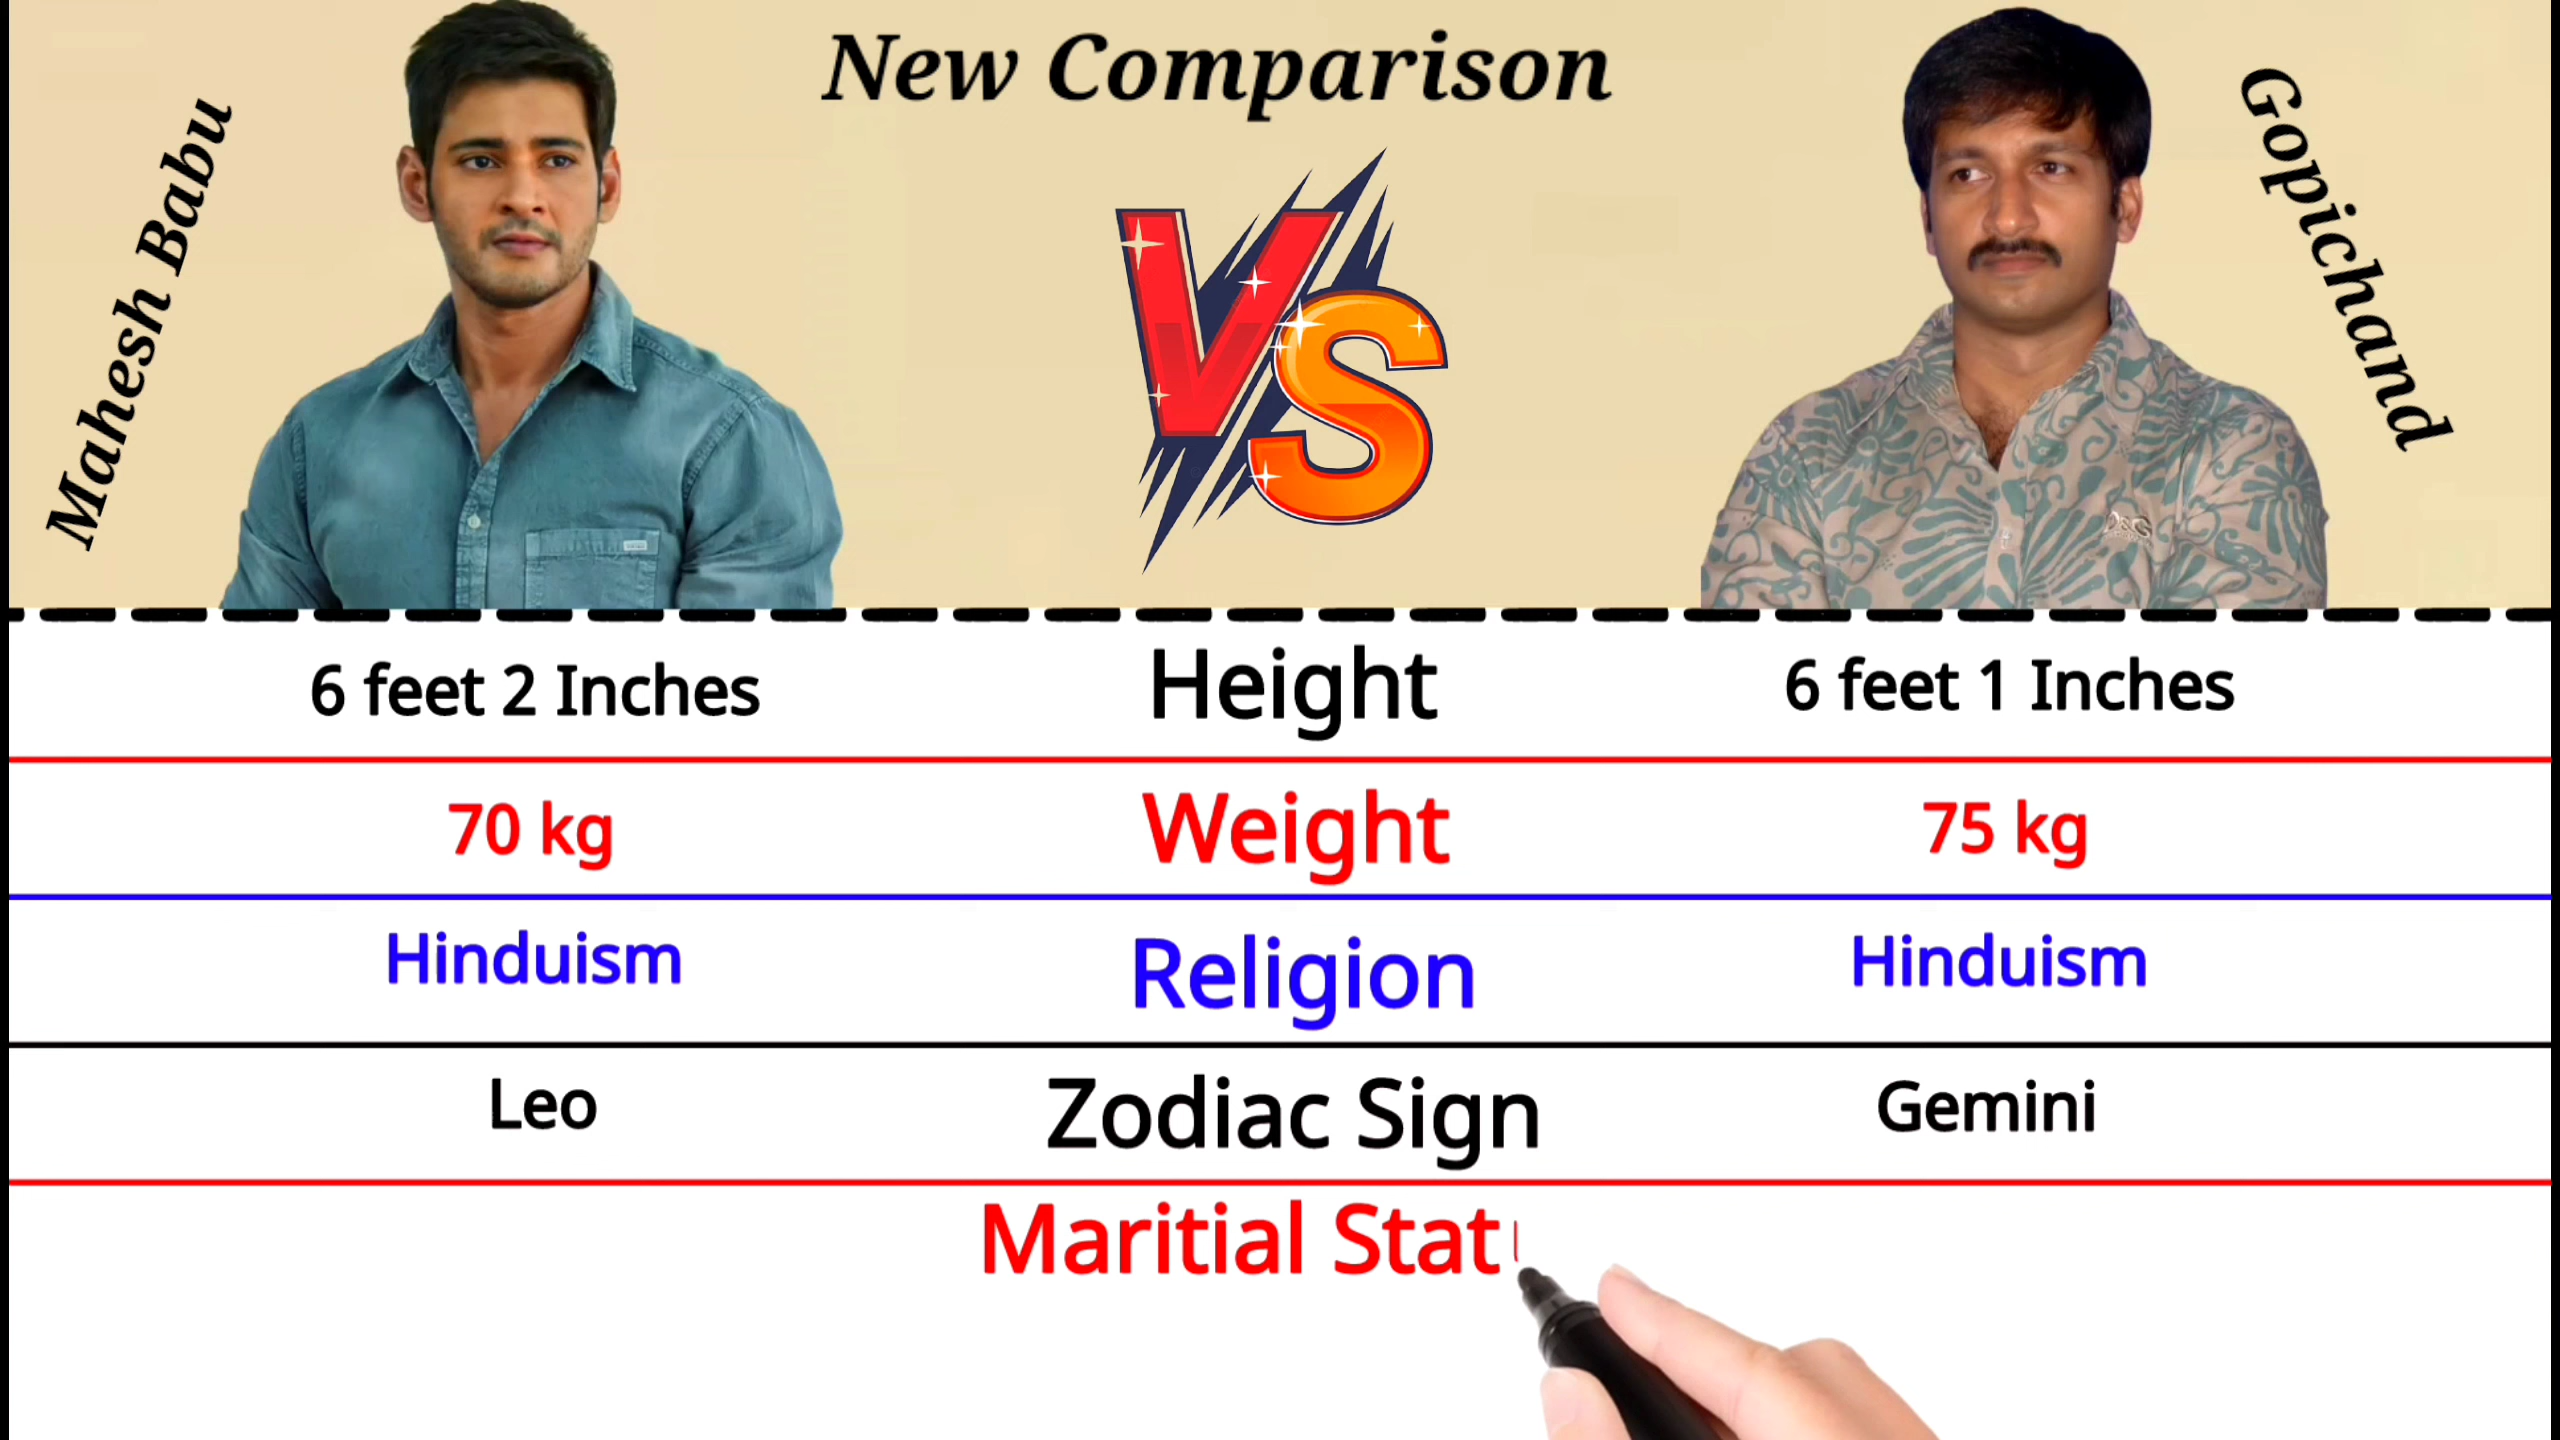 New Comparison
Mahesh Babu
VS
Gopichand
D&G
6 feet 2 Inches
Height
6 feet 1 Inches
70 kg
Weight
75 kg
Hinduism
Religion
Hinduism
Leo
Zodiac Sign
Gemini
Maritial Stat